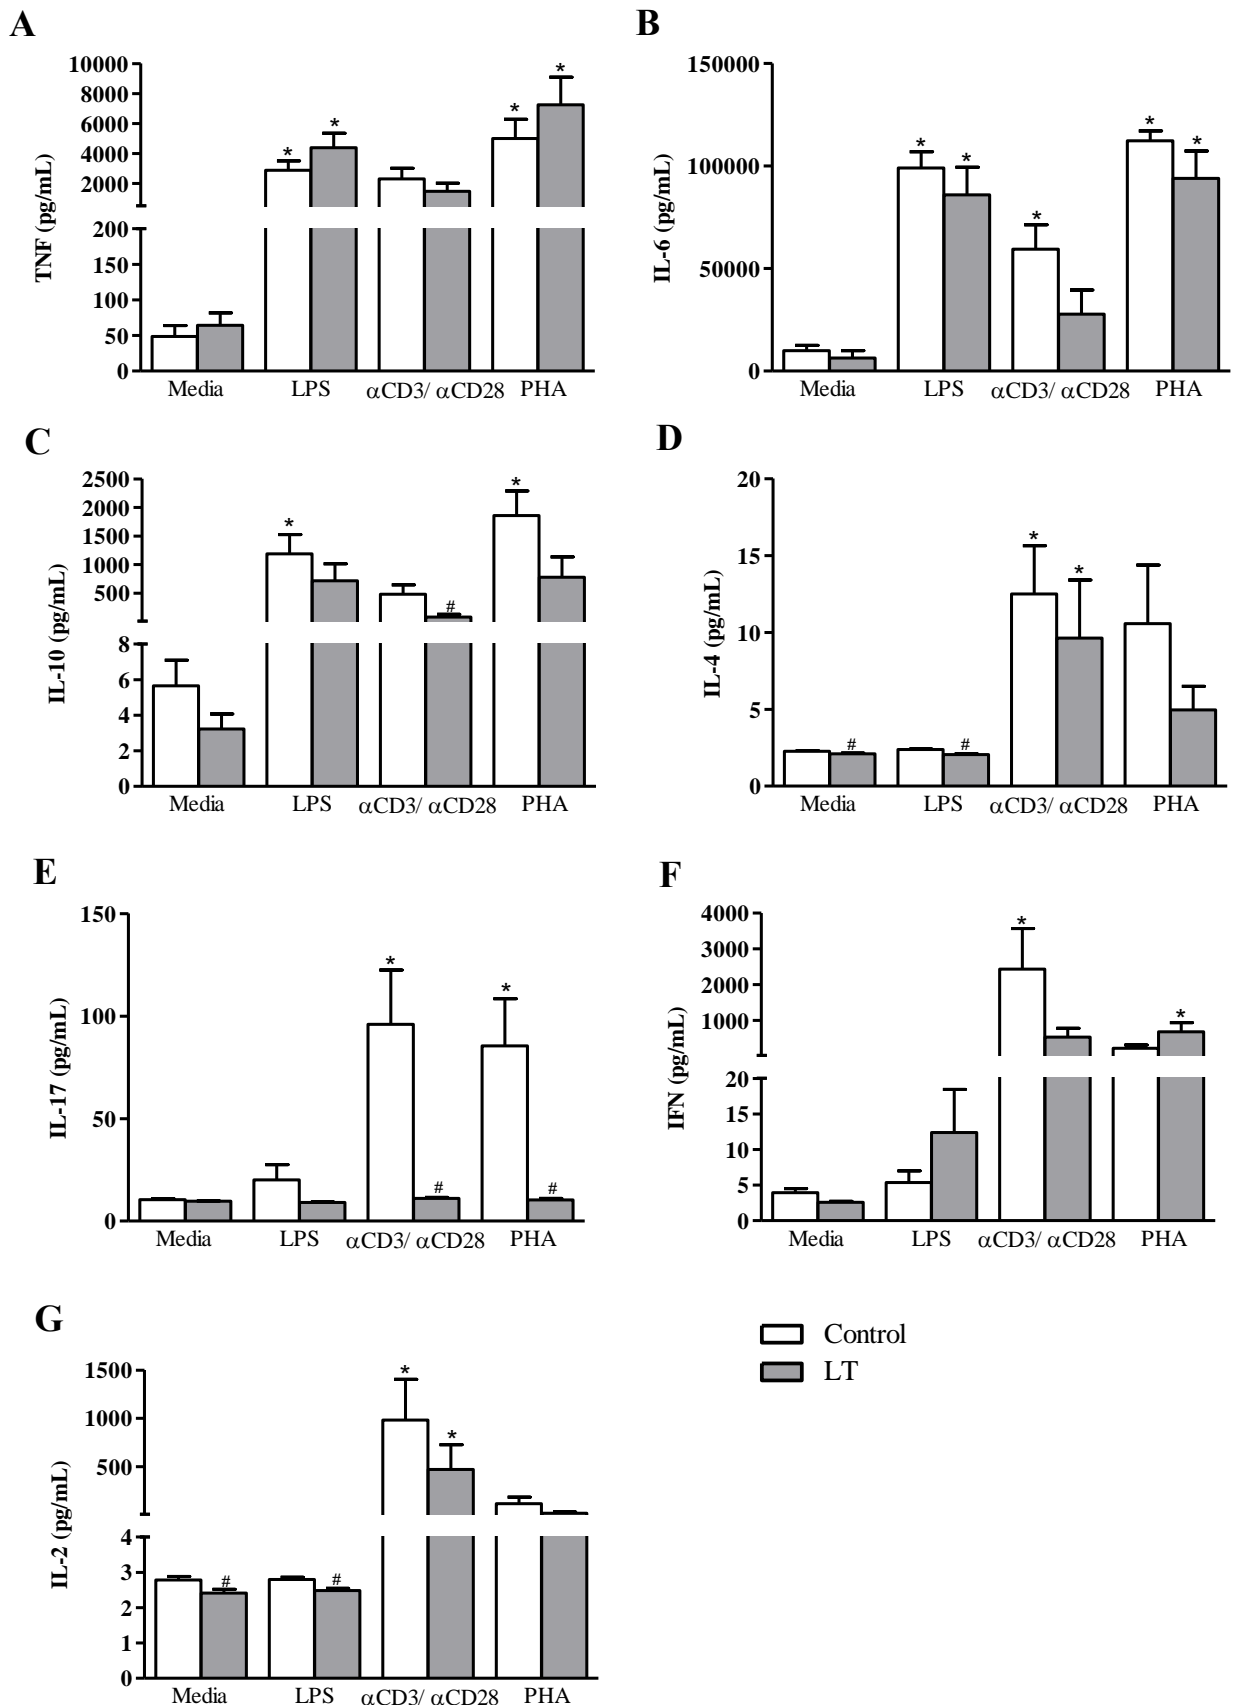 A
TNF (pg/mL)
10000
8000
6000
4000
2000
200
150
100
50
0
* * * *
Media LPS αCD3/ αCD28 PHA
B
IL-6 (pg/mL)
150000
100000
50000
0
* * * * *
Media LPS αCD3/ αCD28 PHA
C
IL-10 (pg/mL)
2500
2000
1500
1000
500
8
6
4
2
0
* # *
Media LPS αCD3/ αCD28 PHA
D
IL-4 (pg/mL)
20
15
10
5
0
# # * *
Media LPS αCD3/ αCD28 PHA
E
IL-17 (pg/mL)
150
100
50
0
* # * #
Media LPS αCD3/ αCD28 PHA
F
IFN (pg/mL)
4000
3000
2000
1000
20
15
10
5
0
* *
Media LPS αCD3/ αCD28 PHA
G
IL-2 (pg/mL)
1500
1000
500
4
3
2
1
0
# # * *
Media LPS αCD3/ αCD28 PHA
Control
LT